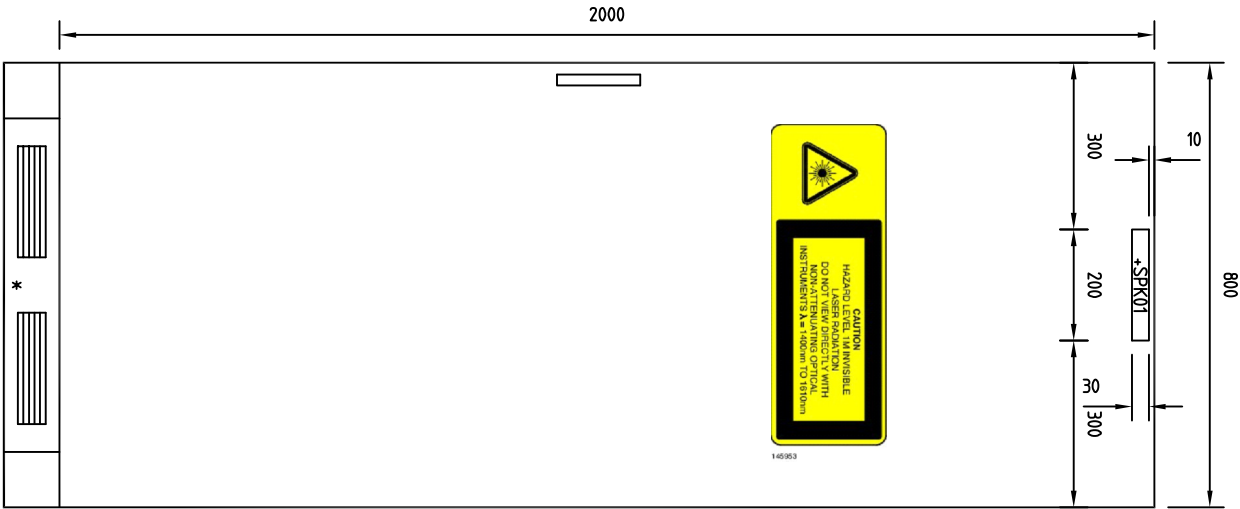 2000
300
10
200
+SPK01
800
30
300
*
CAUTION
HAZARD LEVEL 1M INVISIBLE
LASER RADIATION
DO NOT VIEW DIRECTLY WITH
NON-ATTENUATING OPTICAL
INSTRUMENTS λ = 1400nm TO 1610nm
145953